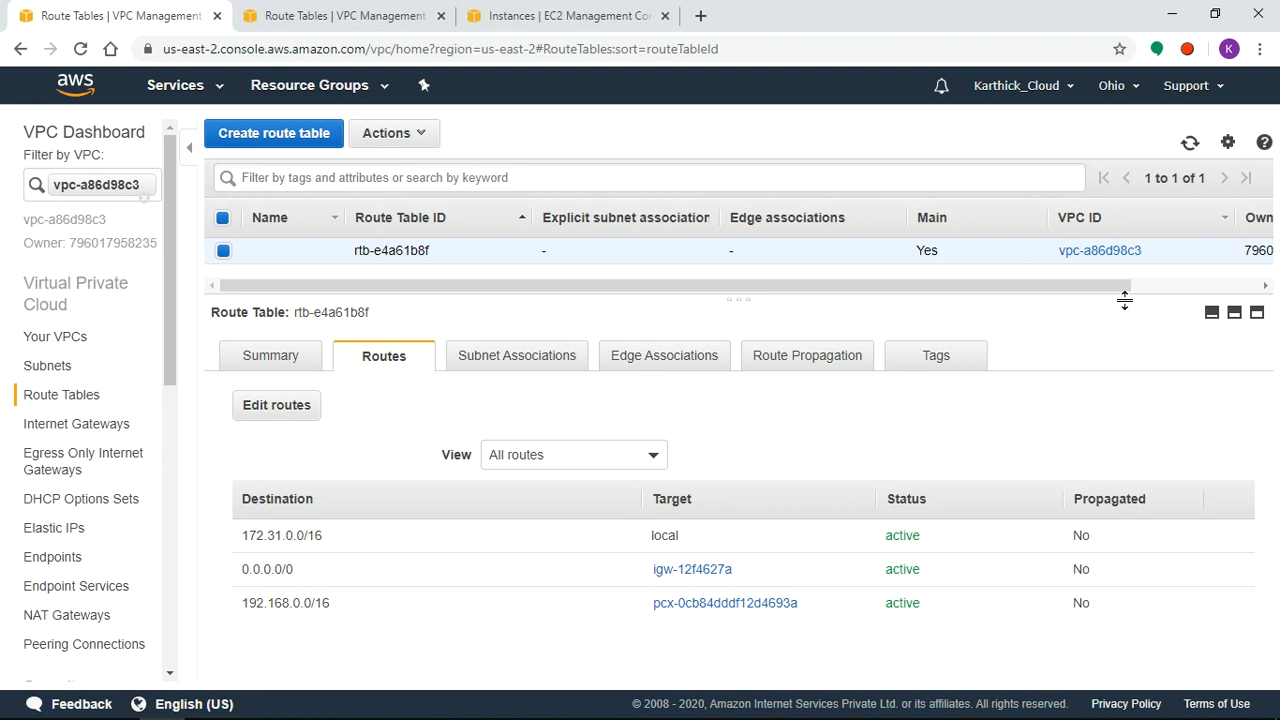 Route Tables | VPC Management
Route Tables | VPC Management
Instances | EC2 Management Con
us-east-2.console.aws.amazon.com/vpc/home?region=us-east-2#RouteTables:sort=routeTableId
K
aws
Services
Resource Groups
Karthick_Cloud
Ohio
Support
VPC Dashboard
Filter by VPC:
vpc-a86d98c3
vpc-a86d98c3
Owner: 796017958235
Virtual Private
Cloud
Your VPCs
Subnets
Route Tables
Internet Gateways
Egress Only Internet
Gateways
DHCP Options Sets
Elastic IPs
Endpoints
Endpoint Services
NAT Gateways
Peering Connections
Create route table
Actions
Filter by tags and attributes or search by keyword
1 to 1 of 1
Name Route Table ID Explicit subnet association Edge associations Main VPC ID Own
rtb-e4a61b8f - - Yes vpc-a86d98c3 7960
Route Table: rtb-e4a61b8f
Summary Routes Subnet Associations Edge Associations Route Propagation Tags
Edit routes
View All routes
Destination Target Status Propagated
172.31.0.0/16 local active No
0.0.0.0/0 igw-12f4627a active No
192.168.0.0/16 pcx-0cb84dddf12d4693a active No
Feedback English (US)
© 2008 - 2020, Amazon Internet Services Private Ltd. or its affiliates. All rights reserved. Privacy Policy Terms of Use